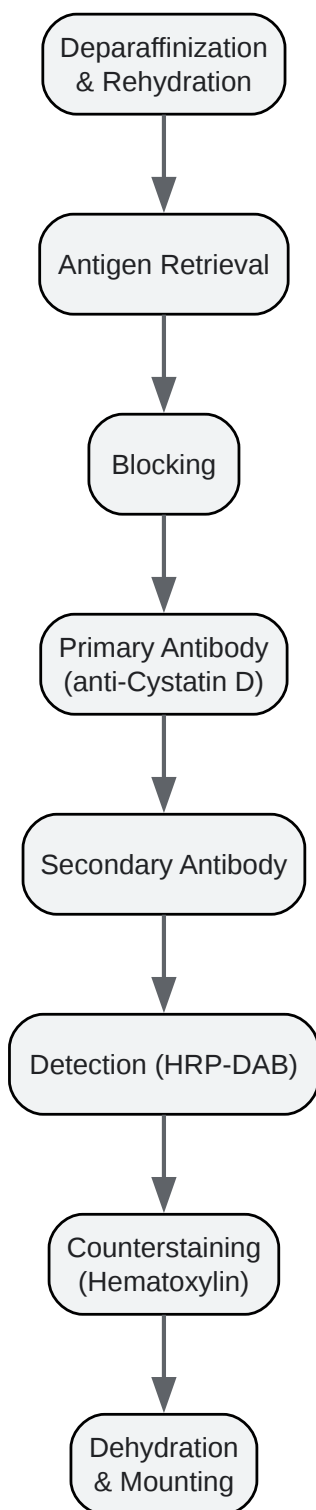 Deparaffinization
& Rehydration
Antigen Retrieval
Blocking
Primary Antibody
(anti-Cystatin D)
Secondary Antibody
Detection (HRP-DAB)
Counterstaining
(Hematoxylin)
Dehydration
& Mounting